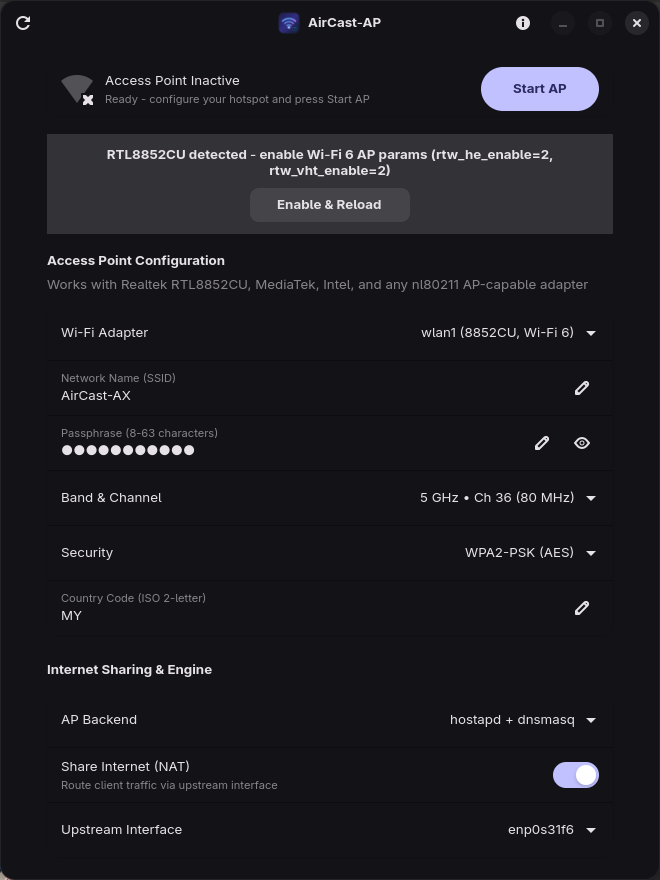 AirCast-AP
Access Point Inactive
Ready - configure your hotspot and press Start AP
Start AP
RTL8852CU detected - enable Wi-Fi 6 AP params (rtw_he_enable=2,
rtw_vht_enable=2)
Enable & Reload
Access Point Configuration
Works with Realtek RTL8852CU, MediaTek, Intel, and any nl80211 AP-capable adapter
Wi-Fi Adapter
wlan1 (8852CU, Wi-Fi 6)
Network Name (SSID)
AirCast-AX
Passphrase (8-63 characters)
●●●●●●●●●●●
Band & Channel
5 GHz • Ch 36 (80 MHz)
Security
WPA2-PSK (AES)
Country Code (ISO 2-letter)
MY
Internet Sharing & Engine
AP Backend
hostapd + dnsmasq
Share Internet (NAT)
Route client traffic via upstream interface
Upstream Interface
enp0s31f6